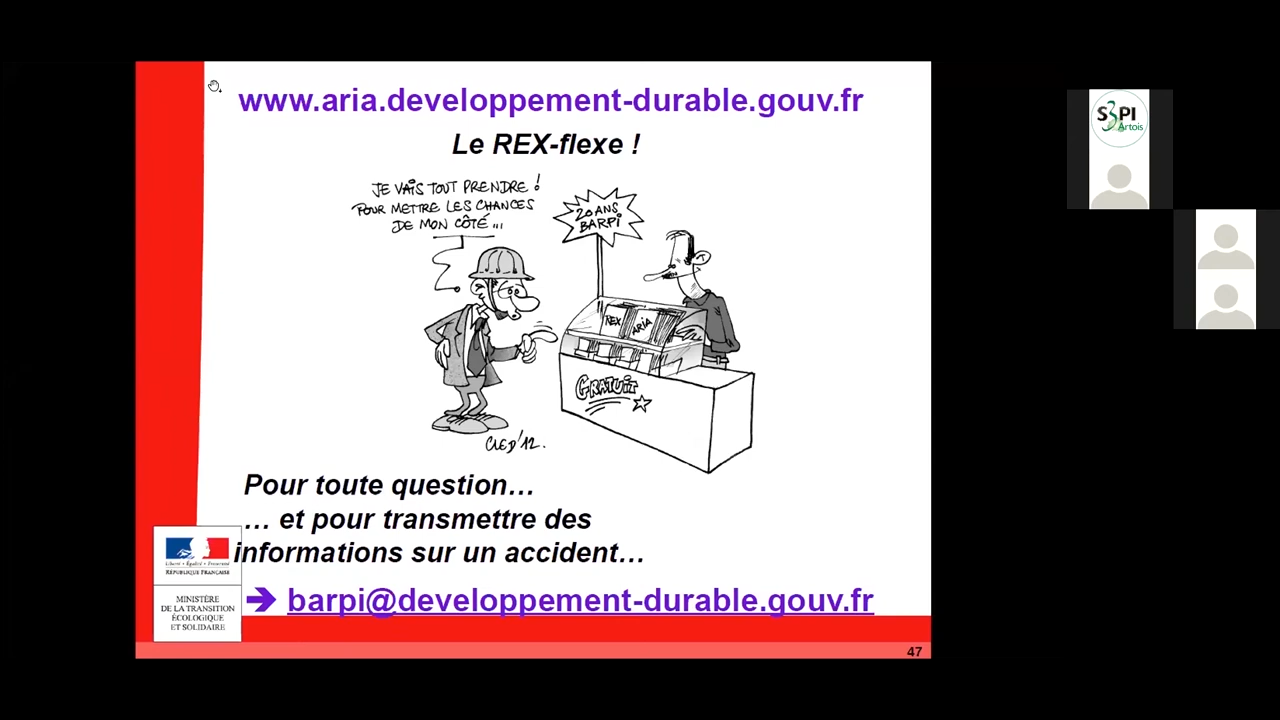 www.aria.developpement-durable.gouv.fr
Le REX-flexe !
JE VAIS TOUT PRENDRE !
POUR METTRE LES CHANCES
DE MON CÔTÉ...
20 ANS
BARPI
REX
ARIA
GRATUIT
CLED'12.
Pour toute question…
… et pour transmettre des
informations sur un accident…
➔ barpi@developpement-durable.gouv.fr
Liberté • Égalité • Fraternité
RÉPUBLIQUE FRANÇAISE
MINISTÈRE
DE LA TRANSITION
ÉCOLOGIQUE
ET SOLIDAIRE
47
S3PI
Artois